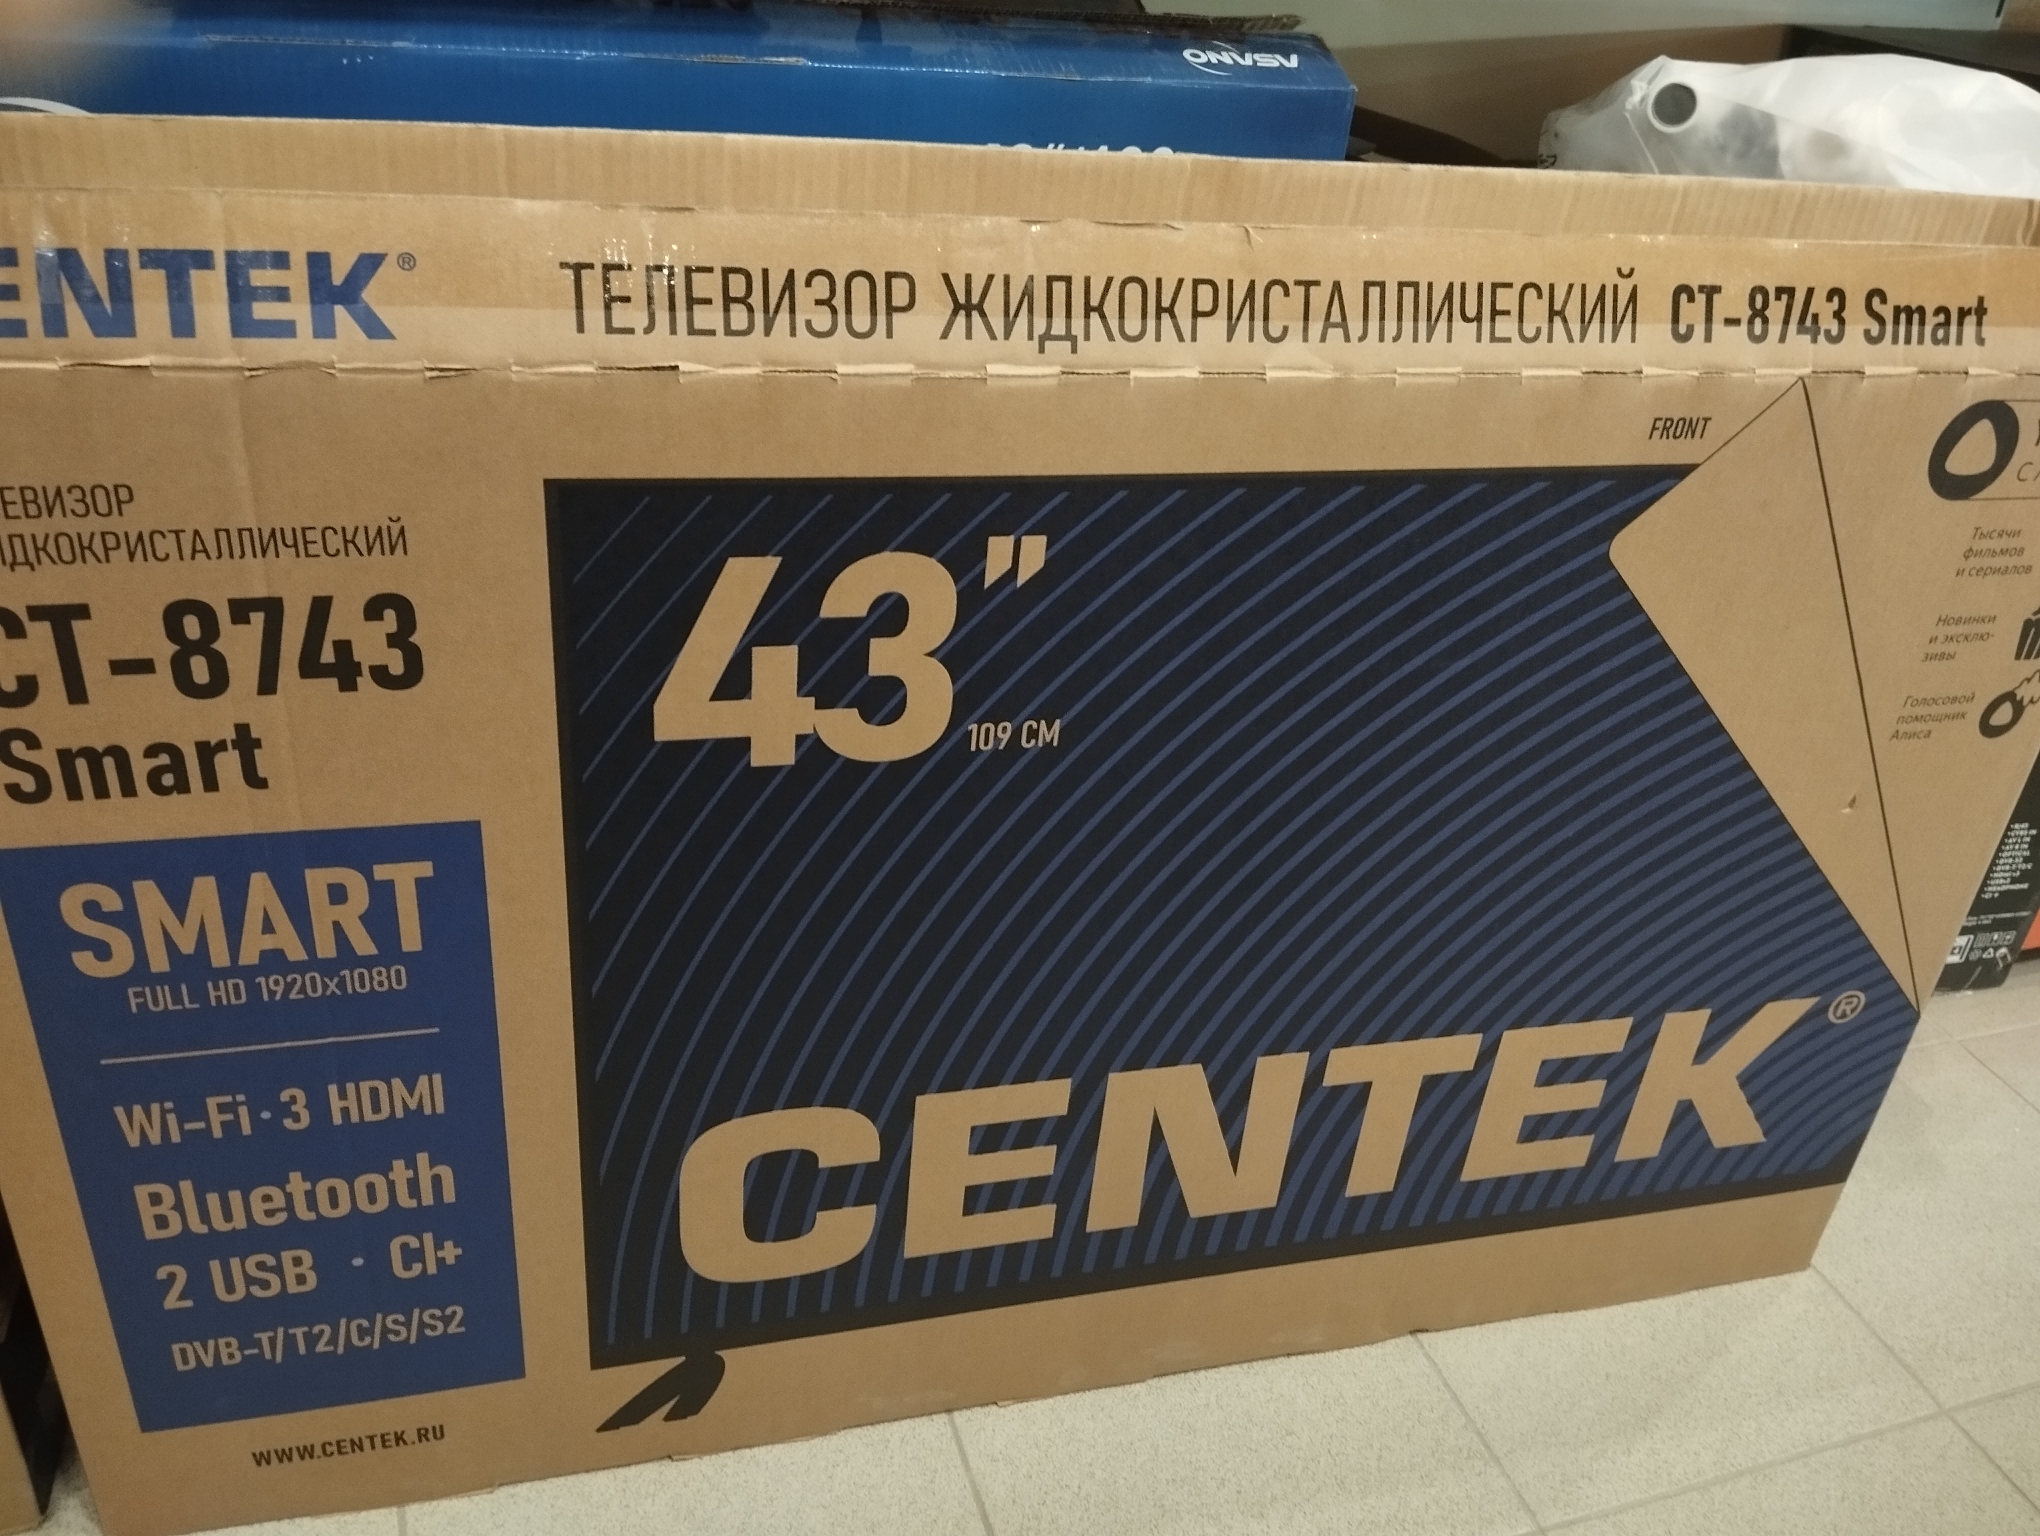 ASANO
ENTEK®
ТЕЛЕВИЗОР ЖИДКОКРИСТАЛЛИЧЕСКИЙ CT-8743 Smart
FRONT
ЕВИЗОР
ИДКОКРИСТАЛЛИЧЕСКИЙ
CT-8743
Smart
SMART
FULL HD 1920x1080
Wi-Fi · 3 HDMI
Bluetooth
2 USB · CI+
DVB-T/T2/C/S/S2
WWW.CENTEK.RU
43"
109 CM
CENTEK®
Тысячи
фильмов
и сериалов
Новинки
и эксклю-
зивы
Голосовой
помощник
Алиса